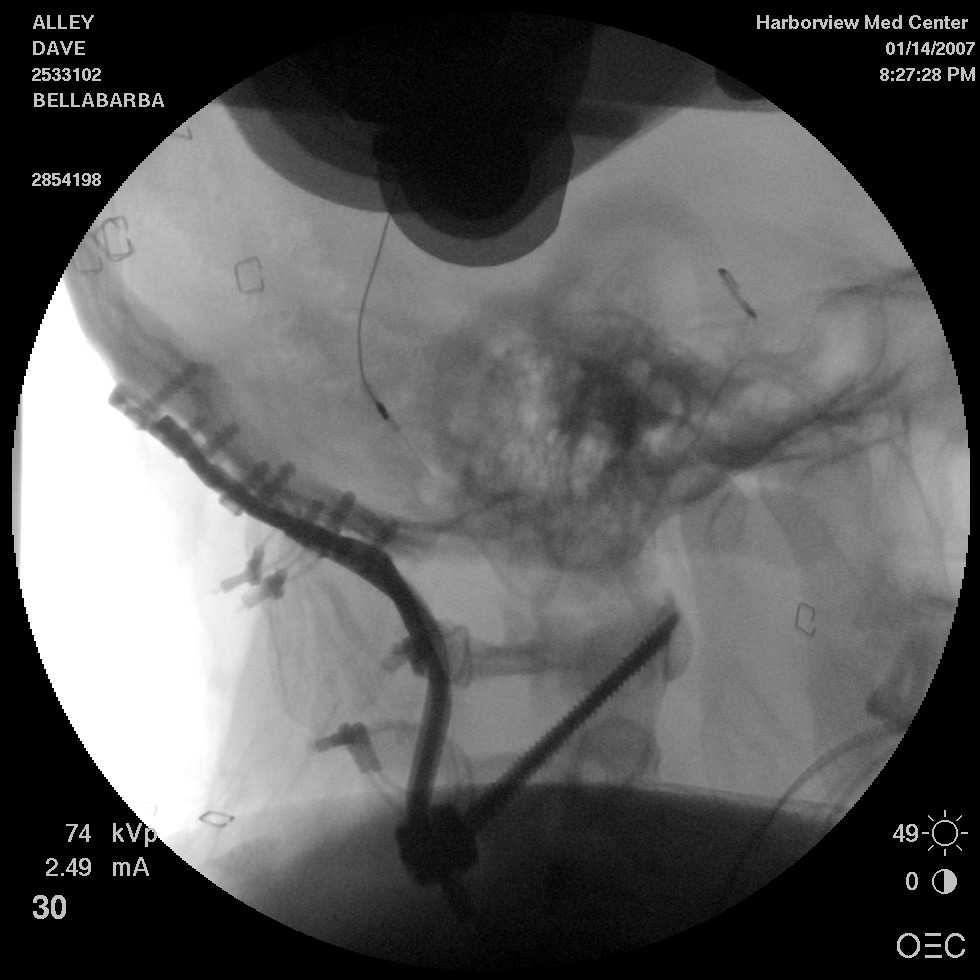 ALLEY
DAVE
2533102
BELLABARBA
2854198
Harborview Med Center
01/14/2007
8:27:28 PM
74 kVp
2.49 mA
30
49
0
OEC